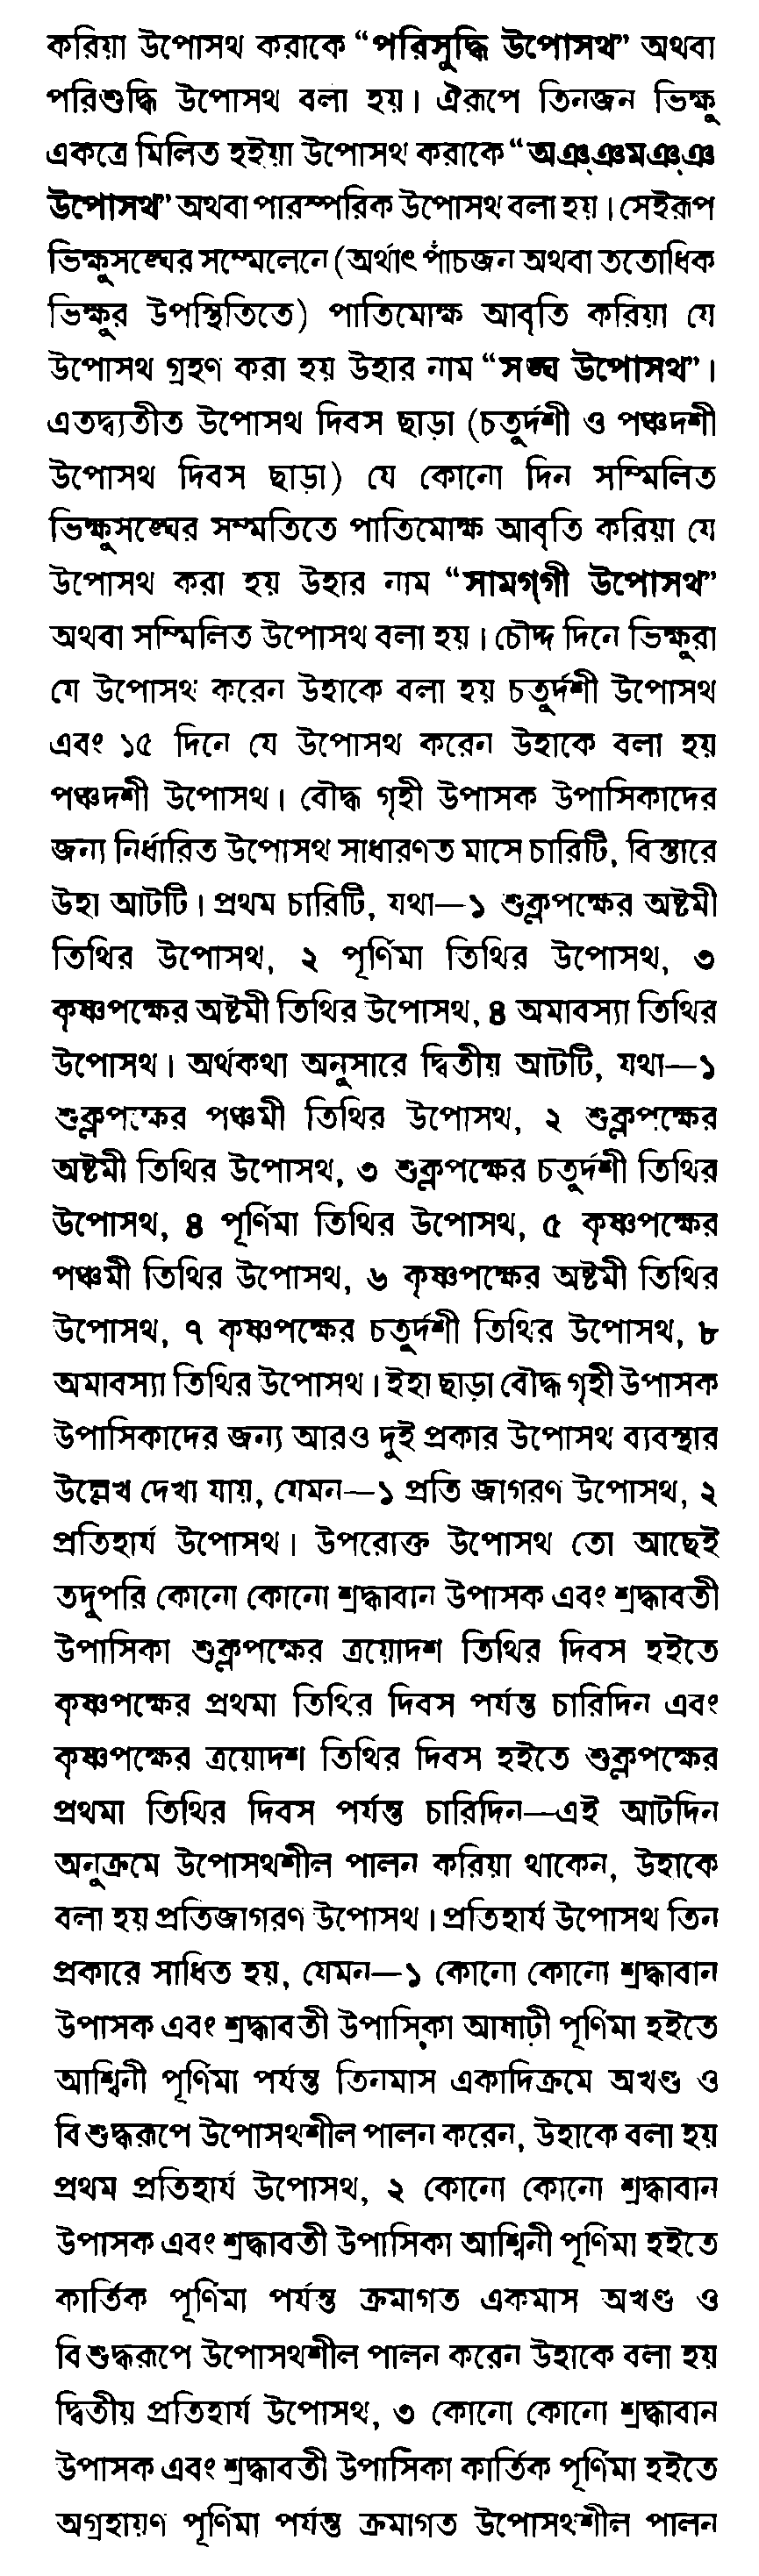 করিয়া উপোসথ করাকে “পরিসুদ্ধি উপোসথ” অথবা
পরিশুদ্ধি উপোসথ বলা হয়। ঐরূপে তিনজন ভিক্ষু
একত্রে মিলিত হইয়া উপোসথ করাকে “অঞ্ঞমঞ্ঞ
উপোসথ” অথবা পারস্পরিক উপোসথ বলা হয়। সেইরূপ
ভিক্ষুসঙ্ঘের সম্মেলনে (অর্থাৎ পাঁচজন অথবা ততোধিক
ভিক্ষুর উপস্থিতিতে) পাতিমোক্ষ আবৃতি করিয়া যে
উপোসথ গ্রহণ করা হয় উহার নাম “সঙ্ঘ উপোসথ”।
এতদ্ব্যতীত উপোসথ দিবস ছাড়া (চতুর্দশী ও পঞ্চদশী
উপোসথ দিবস ছাড়া) যে কোনো দিন সম্মিলিত
ভিক্ষুসঙ্ঘের সম্মতিতে পাতিমোক্ষ আবৃতি করিয়া যে
উপোসথ করা হয় উহার নাম “সামগ্গী উপোসথ”
অথবা সম্মিলিত উপোসথ বলা হয়। চৌদ্দ দিনে ভিক্ষুরা
যে উপোসথ করেন উহাকে বলা হয় চতুর্দশী উপোসথ
এবং ১৫ দিনে যে উপোসথ করেন উহাকে বলা হয়
পঞ্চদশী উপোসথ। বৌদ্ধ গৃহী উপাসক উপাসিকাদের
জন্য নির্ধারিত উপোসথ সাধারণত মাসে চারিটি, বিস্তারে
উহা আটটি। প্রথম চারিটি, যথা—১ শুক্লপক্ষের অষ্টমী
তিথির উপোসথ, ২ পূর্ণিমা তিথির উপোসথ, ৩
কৃষ্ণপক্ষের অষ্টমী তিথির উপোসথ, ৪ অমাবস্যা তিথির
উপোসথ। অর্থকথা অনুসারে দ্বিতীয় আটটি, যথা—১
শুক্লপক্ষের পঞ্চমী তিথির উপোসথ, ২ শুক্লপক্ষের
অষ্টমী তিথির উপোসথ, ৩ শুক্লপক্ষের চতুর্দশী তিথির
উপোসথ, ৪ পূর্ণিমা তিথির উপোসথ, ৫ কৃষ্ণপক্ষের
পঞ্চমী তিথির উপোসথ, ৬ কৃষ্ণপক্ষের অষ্টমী তিথির
উপোসথ, ৭ কৃষ্ণপক্ষের চতুর্দশী তিথির উপোসথ, ৮
অমাবস্যা তিথির উপোসথ। ইহা ছাড়া বৌদ্ধ গৃহী উপাসক
উপাসিকাদের জন্য আরও দুই প্রকার উপোসথ ব্যবস্থার
উল্লেখ দেখা যায়, যেমন—১ প্রতি জাগরণ উপোসথ, ২
প্রতিহার্য উপোসথ। উপরোক্ত উপোসথ তো আছেই
তদুপরি কোনো কোনো শ্রদ্ধাবান উপাসক এবং শ্রদ্ধাবতী
উপাসিকা শুক্লপক্ষের ত্রয়োদশ তিথির দিবস হইতে
কৃষ্ণপক্ষের প্রথমা তিথির দিবস পর্যন্ত চারিদিন এবং
কৃষ্ণপক্ষের ত্রয়োদশ তিথির দিবস হইতে শুক্লপক্ষের
প্রথমা তিথির দিবস পর্যন্ত চারিদিন—এই আটদিন
অনুক্রমে উপোসথশীল পালন করিয়া থাকেন, উহাকে
বলা হয় প্রতিজাগরণ উপোসথ। প্রতিহার্য উপোসথ তিন
প্রকারে সাধিত হয়, যেমন—১ কোনো কোনো শ্রদ্ধাবান
উপাসক এবং শ্রদ্ধাবতী উপাসিকা আষাঢ়ী পূর্ণিমা হইতে
আশ্বিনী পূর্ণিমা পর্যন্ত তিনমাস একাদিক্রমে অখণ্ড ও
বিশুদ্ধরূপে উপোসথশীল পালন করেন, উহাকে বলা হয়
প্রথম প্রতিহার্য উপোসথ, ২ কোনো কোনো শ্রদ্ধাবান
উপাসক এবং শ্রদ্ধাবতী উপাসিকা আশ্বিনী পূর্ণিমা হইতে
কার্তিক পূর্ণিমা পর্যন্ত ক্রমাগত একমাস অখণ্ড ও
বিশুদ্ধরূপে উপোসথশীল পালন করেন উহাকে বলা হয়
দ্বিতীয় প্রতিহার্য উপোসথ, ৩ কোনো কোনো শ্রদ্ধাবান
উপাসক এবং শ্রদ্ধাবতী উপাসিকা কার্তিক পূর্ণিমা হইতে
অগ্রহায়ণ পূর্ণিমা পর্যন্ত ক্রমাগত উপোসথশীল পালন